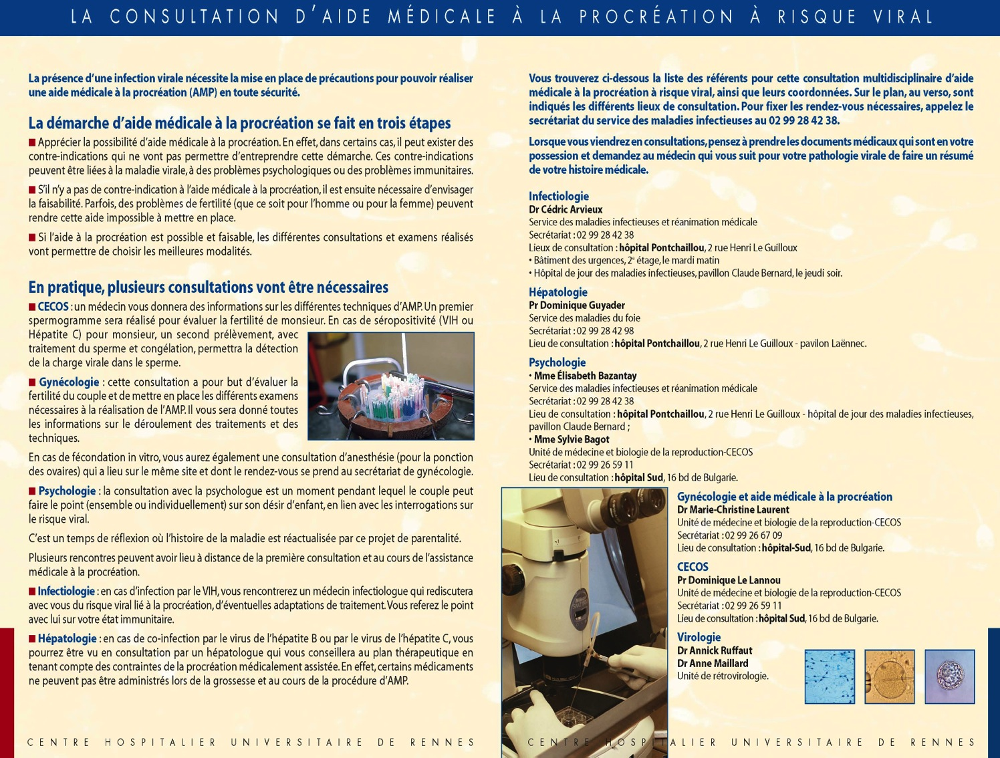 LA CONSULTATION D’AIDE MÉDICALE À LA PROCRÉATION À RISQUE VIRAL
La présence d’une infection virale nécessite la mise en place de précautions pour pouvoir réaliser
une aide médicale à la procréation (AMP) en toute sécurité.
La démarche d’aide médicale à la procréation se fait en trois étapes
■ Apprécier la possibilité d’aide médicale à la procréation. En effet, dans certains cas, il peut exister des
contre-indications qui ne vont pas permettre d’entreprendre cette démarche. Ces contre-indications
peuvent être liées à la maladie virale, à des problèmes psychologiques ou des problèmes immunitaires.
■ S’il n’y a pas de contre-indication à l’aide médicale à la procréation, il est ensuite nécessaire d’envisager
la faisabilité. Parfois, des problèmes de fertilité (que ce soit pour l’homme ou pour la femme) peuvent
rendre cette aide impossible à mettre en place.
■ Si l’aide à la procréation est possible et faisable, les différentes consultations et examens réalisés
vont permettre de choisir les meilleures modalités.
En pratique, plusieurs consultations vont être nécessaires
■ CECOS : un médecin vous donnera des informations sur les différentes techniques d’AMP. Un premier
spermogramme sera réalisé pour évaluer la fertilité de monsieur. En cas de séropositivité (VIH ou
Hépatite C) pour monsieur, un second prélèvement, avec
traitement du sperme et congélation, permettra la détection
de la charge virale dans le sperme.
■ Gynécologie : cette consultation a pour but d’évaluer la
fertilité du couple et de mettre en place les différents examens
nécessaires à la réalisation de l’AMP. Il vous sera donné toutes
les informations sur le déroulement des traitements et des
techniques.
En cas de fécondation in vitro, vous aurez également une consultation d’anesthésie (pour la ponction
des ovaires) qui a lieu sur le même site et dont le rendez-vous se prend au secrétariat de gynécologie.
■ Psychologie : la consultation avec la psychologue est un moment pendant lequel le couple peut
faire le point (ensemble ou individuellement) sur son désir d’enfant, en lien avec les interrogations sur
le risque viral.
C’est un temps de réflexion où l’histoire de la maladie est réactualisée par ce projet de parentalité.
Plusieurs rencontres peuvent avoir lieu à distance de la première consultation et au cours de l’assistance
médicale à la procréation.
■ Infectiologie : en cas d’infection par le VIH, vous rencontrerez un médecin infectiologue qui rediscutera
avec vous du risque viral lié à la procréation, d’éventuelles adaptations de traitement. Vous referez le point
avec lui sur votre état immunitaire.
■ Hépatologie : en cas de co-infection par le virus de l’hépatite B ou par le virus de l’hépatite C, vous
pourrez être vu en consultation par un hépatologue qui vous conseillera au plan thérapeutique en
tenant compte des contraintes de la procréation médicalement assistée. En effet, certains médicaments
ne peuvent pas être administrés lors de la grossesse et au cours de la procédure d’AMP.
CENTRE HOSPITALIER UNIVERSITAIRE DE RENNES
Vous trouverez ci-dessous la liste des référents pour cette consultation multidisciplinaire d’aide
médicale à la procréation à risque viral, ainsi que leurs coordonnées. Sur le plan, au verso, sont
indiqués les différents lieux de consultation. Pour fixer les rendez-vous nécessaires, appelez le
secrétariat du service des maladies infectieuses au 02 99 28 42 38.
Lorsque vous viendrez en consultations, pensez à prendre les documents médicaux qui sont en votre
possession et demandez au médecin qui vous suit pour votre pathologie virale de faire un résumé
de votre histoire médicale.
Infectiologie
Dr Cédric Arvieux
Service des maladies infectieuses et réanimation médicale
Secrétariat : 02 99 28 42 38
Lieux de consultation : hôpital Pontchaillou, 2 rue Henri Le Guilloux
• Bâtiment des urgences, 2e étage, le mardi matin
• Hôpital de jour des maladies infectieuses, pavillon Claude Bernard, le jeudi soir.
Hépatologie
Pr Dominique Guyader
Service des maladies du foie
Secrétariat : 02 99 28 42 98
Lieu de consultation : hôpital Pontchaillou, 2 rue Henri Le Guilloux - pavilon Laënnec.
Psychologie
• Mme Élisabeth Bazantay
Service des maladies infectieuses et réanimation médicale
Secrétariat : 02 99 28 42 38
Lieu de consultation : hôpital Pontchaillou, 2 rue Henri Le Guilloux - hôpital de jour des maladies infectieuses,
pavillon Claude Bernard ;
• Mme Sylvie Bagot
Unité de médecine et biologie de la reproduction-CECOS
Secrétariat : 02 99 26 59 11
Lieu de consultation : hôpital Sud, 16 bd de Bulgarie.
Gynécologie et aide médicale à la procréation
Dr Marie-Christine Laurent
Unité de médecine et biologie de la reproduction-CECOS
Secrétariat : 02 99 26 67 09
Lieu de consultation : hôpital-Sud, 16 bd de Bulgarie.
CECOS
Pr Dominique Le Lannou
Unité de médecine et biologie de la reproduction-CECOS
Secrétariat : 02 99 26 59 11
Lieu de consultation : hôpital Sud, 16 bd de Bulgarie.
Virologie
Dr Annick Ruffaut
Dr Anne Maillard
Unité de rétrovirologie.
CENTRE HOSPITALIER UNIVERSITAIRE DE RENNES